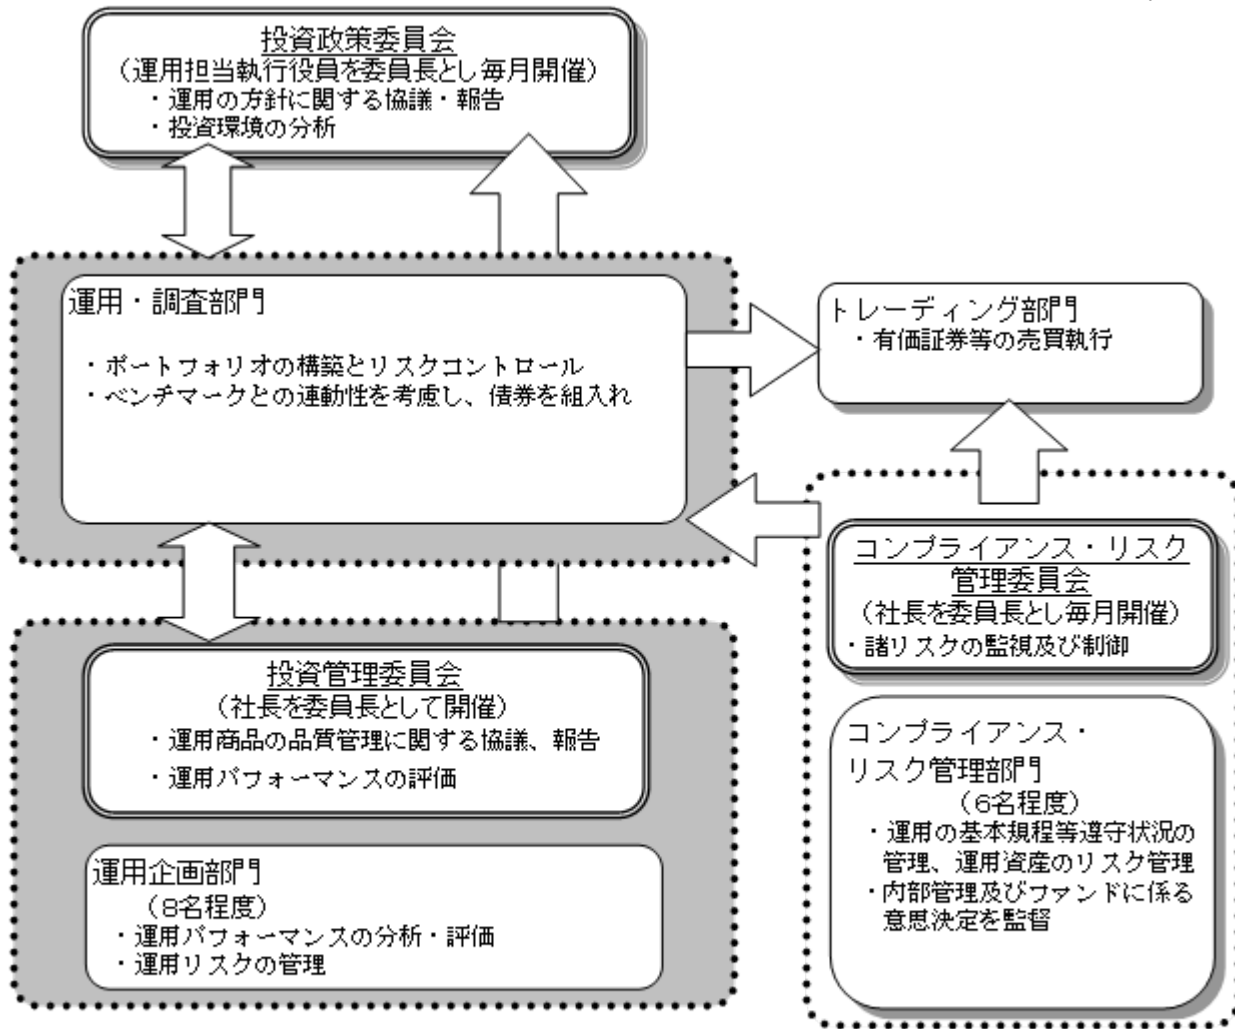 投資政策委員会
（運用担当執行役員を委員長とし毎月開催）
・運用の方針に関する協議・報告
・投資環境の分析
運用・調査部門
・ポートフォリオの構築とリスクコントロール
・ベンチマークとの連動性を考慮し、債券を組入れ
トレーディング部門
・有価証券等の売買執行
コンプライアンス・リスク
管理委員会
（社長を委員長とし毎月開催）
・諸リスクの監視及び制御
投資管理委員会
（社長を委員長として開催）
・運用商品の品質管理に関する協議、報告
・運用パフォーマンスの評価
コンプライアンス・
リスク管理部門
（6名程度）
・運用の基本規程等遵守状況の
管理、運用資産のリスク管理
・内部管理及びファンドに係る
意思決定を監督
運用企画部門
（8名程度）
・運用パフォーマンスの分析・評価
・運用リスクの管理